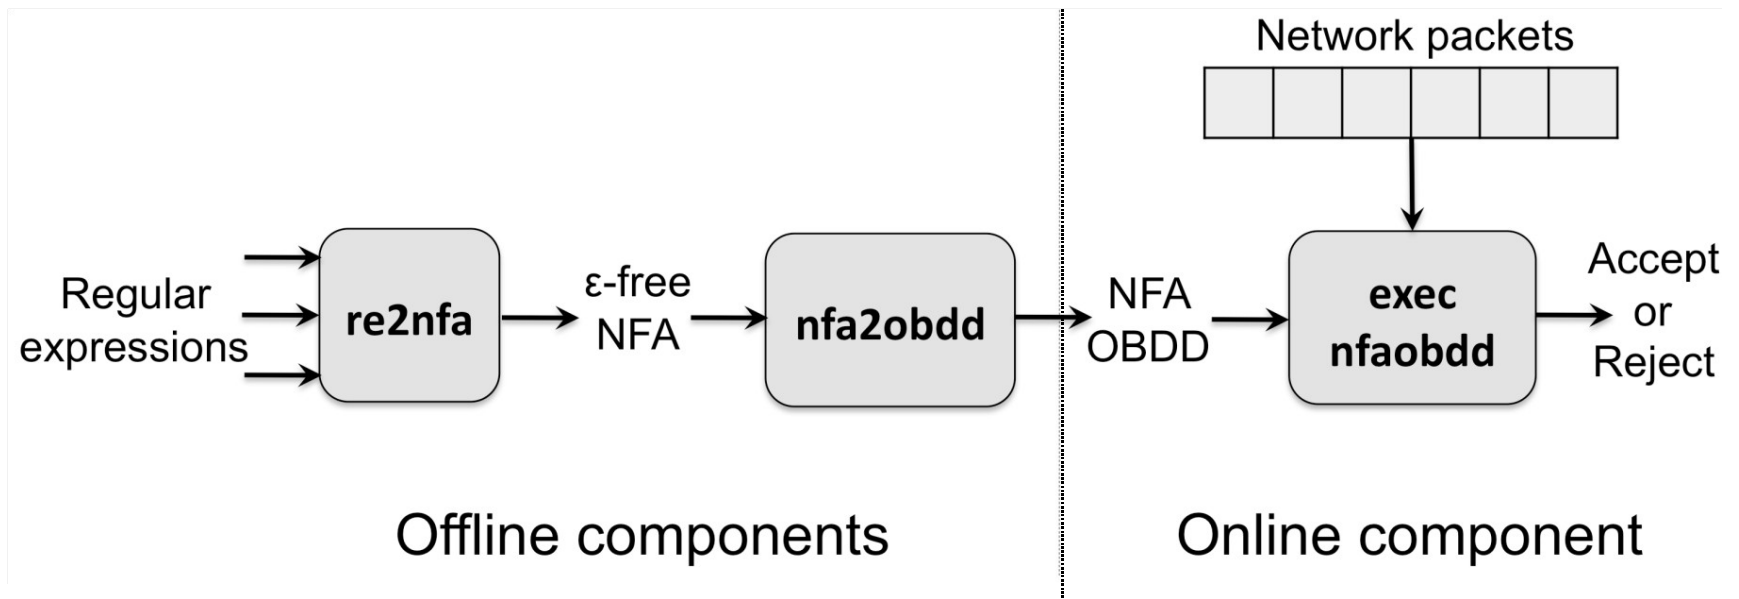 Network packets
Regular
expressions
re2nfa
ε-free
NFA
nfa2obdd
NFA
OBDD
exec
nfaobdd
Accept
or
Reject
Offline components
Online component